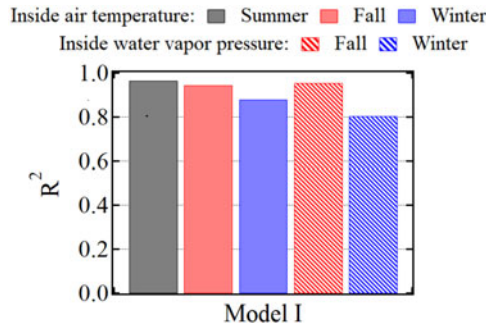 Inside air temperature: Summer Fall Winter
Inside water vapor pressure: Fall Winter
1.0
0.8
0.6
0.4
0.2
0.0
R²
Model I